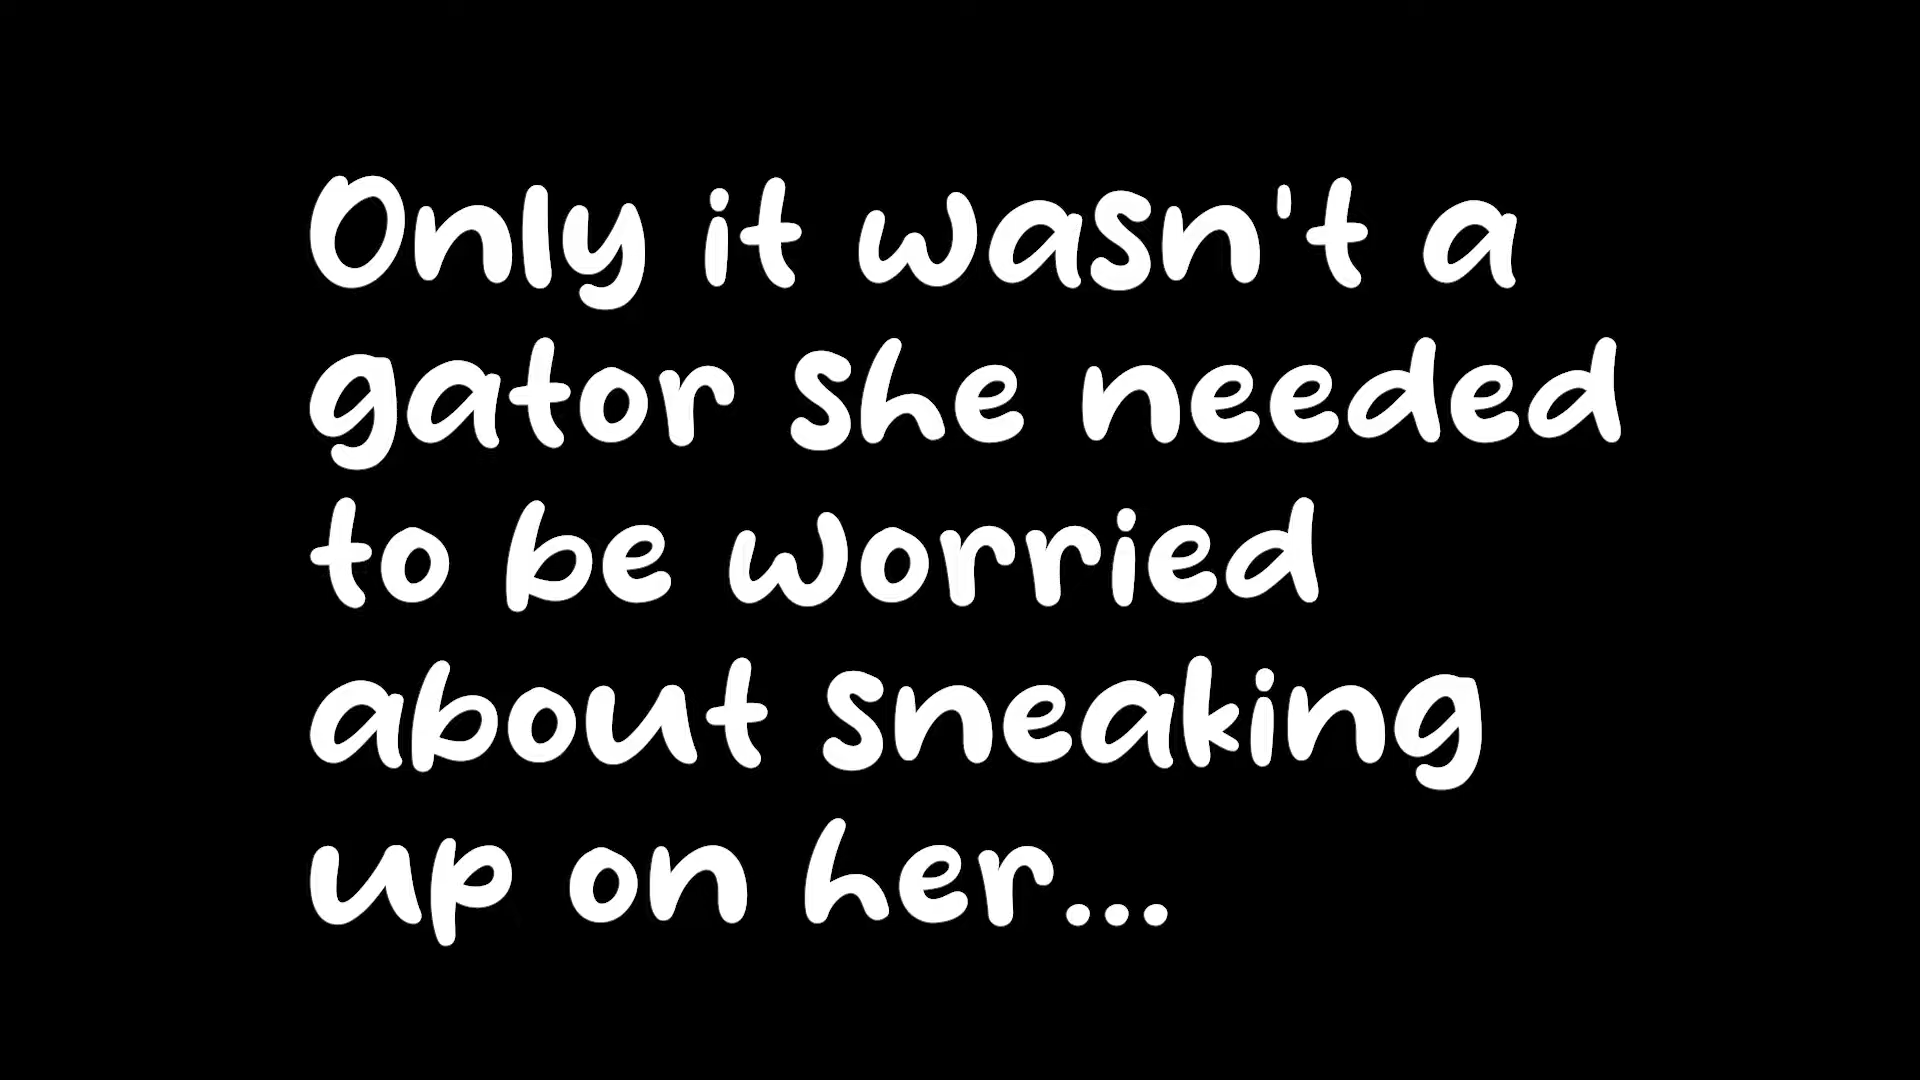 Only it wasn't a
gator she needed
to be worried
about sneaking
up on her...